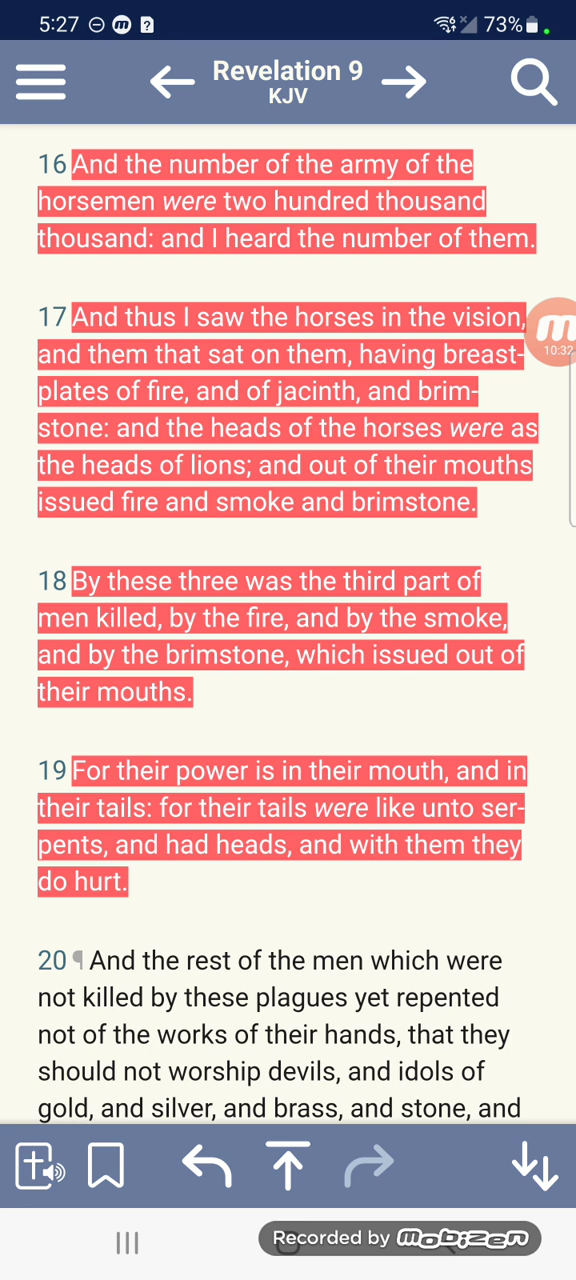 5:27 73%
Revelation 9
KJV
16 And the number of the army of the
horsemen were two hundred thousand
thousand: and I heard the number of them.
17 And thus I saw the horses in the vision,
and them that sat on them, having breast-
plates of fire, and of jacinth, and brim-
stone: and the heads of the horses were as
the heads of lions; and out of their mouths
issued fire and smoke and brimstone.
m
10:32
18 By these three was the third part of
men killed, by the fire, and by the smoke,
and by the brimstone, which issued out of
their mouths.
19 For their power is in their mouth, and in
their tails: for their tails were like unto ser-
pents, and had heads, and with them they
do hurt.
20 ¶ And the rest of the men which were
not killed by these plagues yet repented
not of the works of their hands, that they
should not worship devils, and idols of
gold, and silver, and brass, and stone, and
Recorded by mobizen